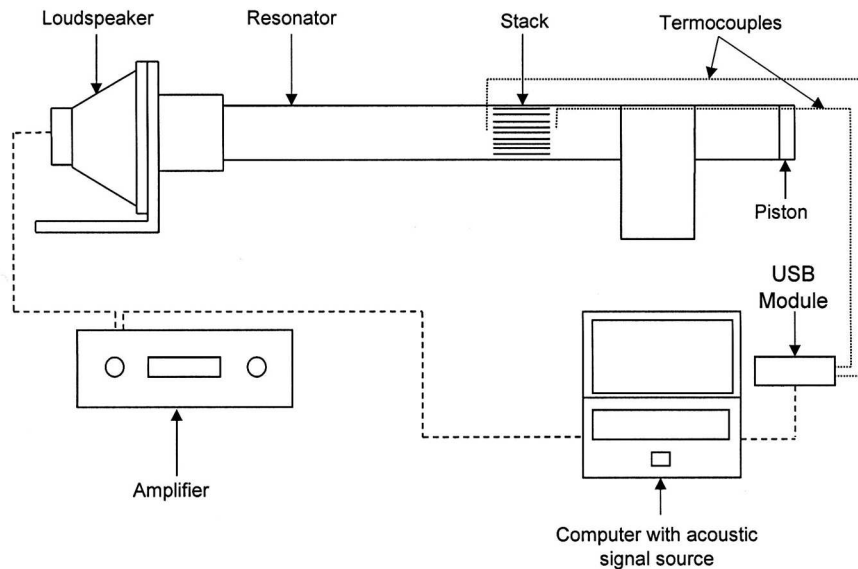 Loudspeaker
Resonator
Stack
Termocouples
Piston
USB
Module
Amplifier
Computer with acoustic
signal source